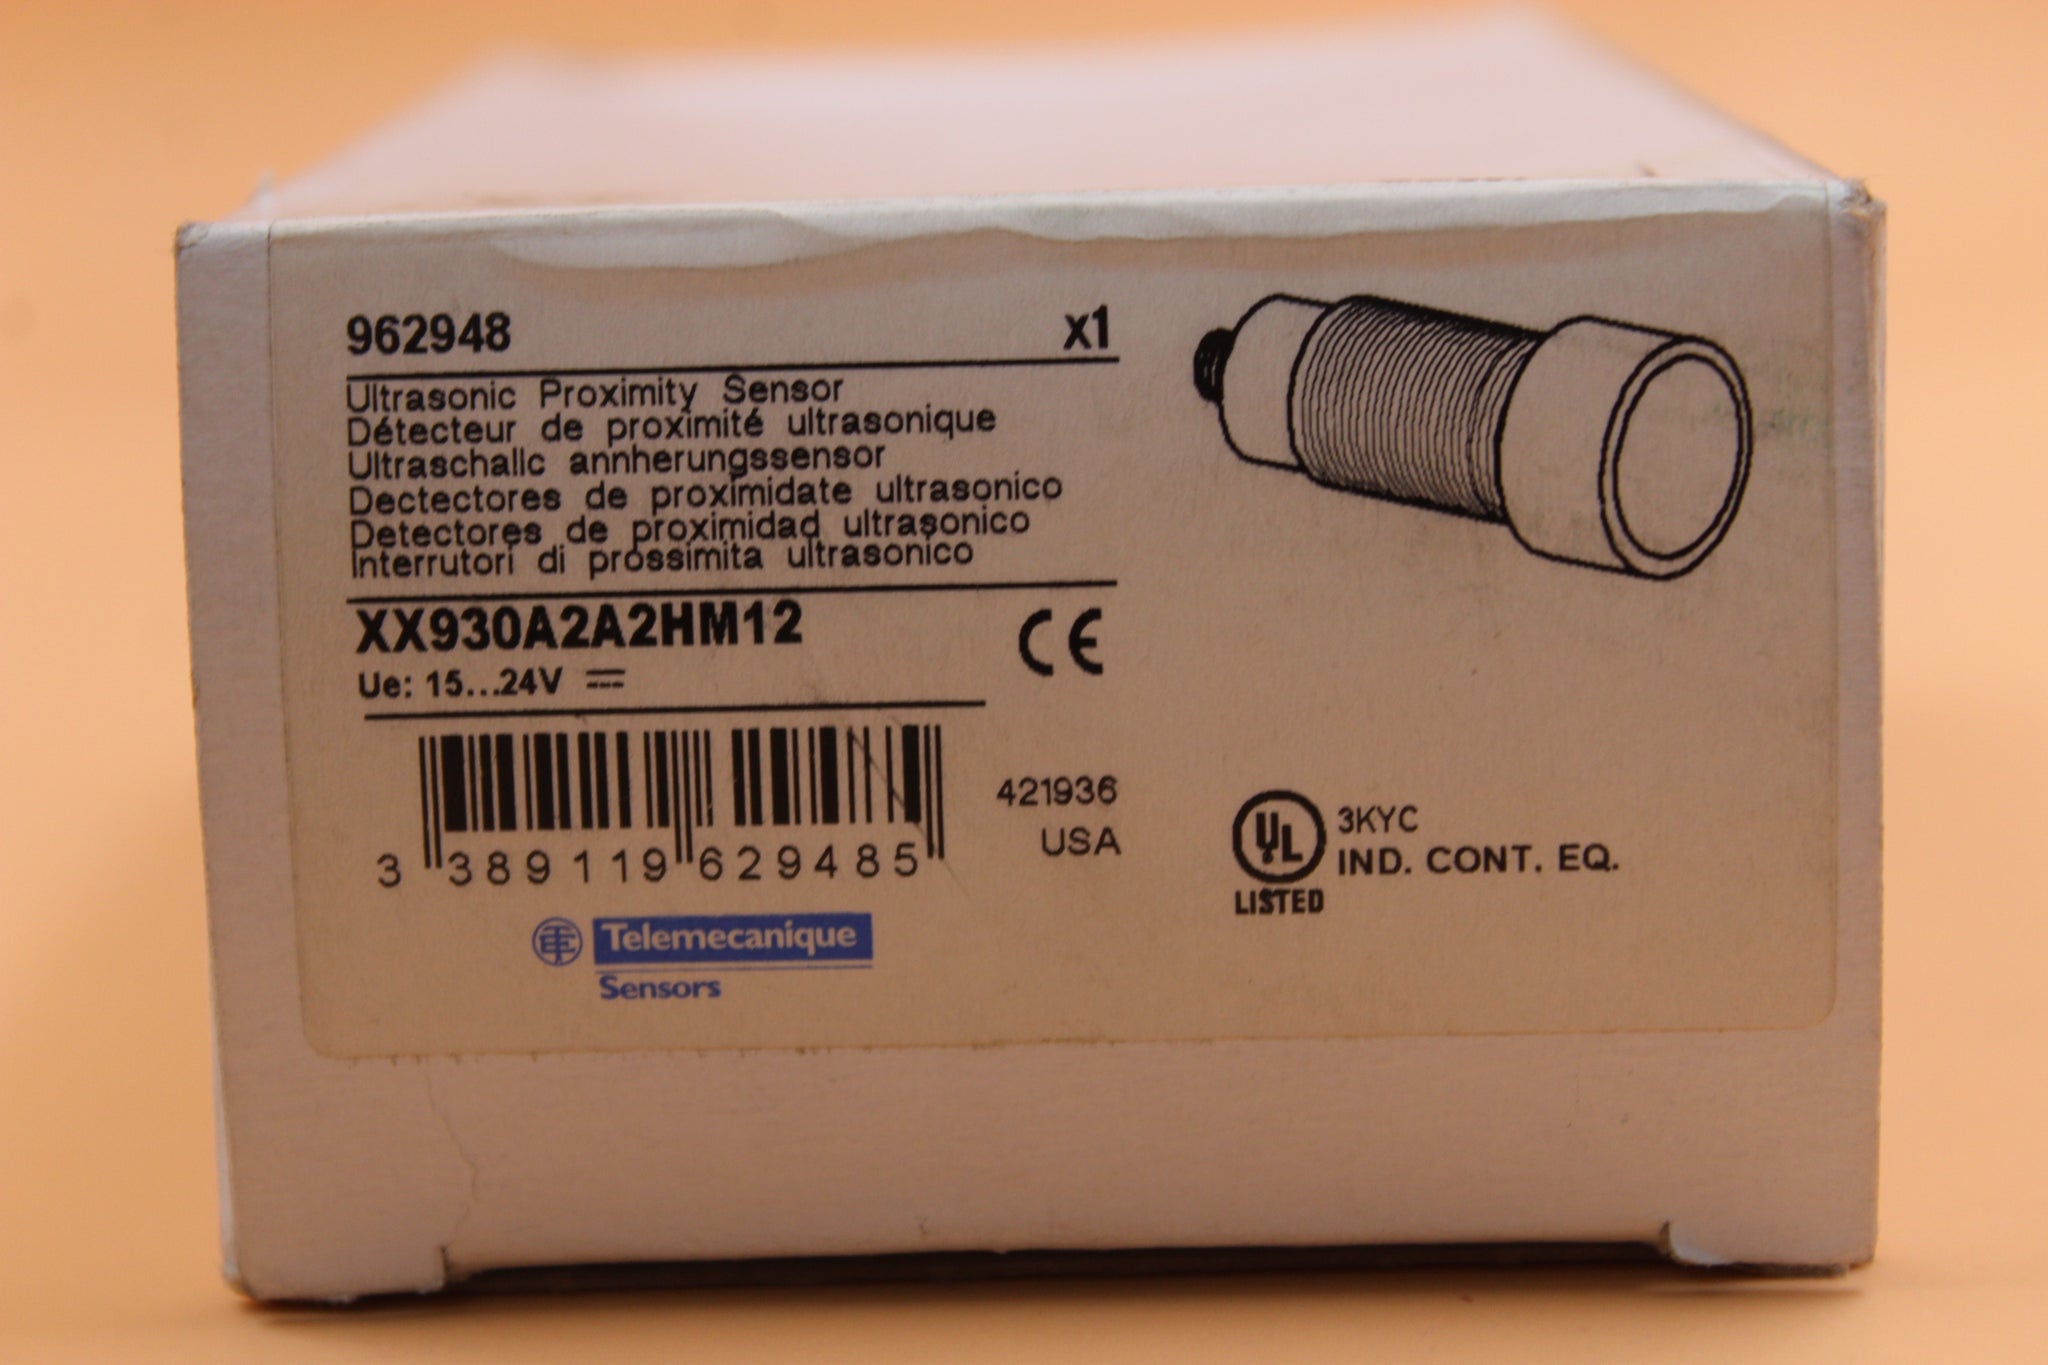 962948 x1
Ultrasonic Proximity Sensor
Détecteur de proximité ultrasonique
Ultraschallc annherungssensor
Dectectores de proximidate ultrasonico
Detectores de proximidad ultrasonico
Interrutori di prossimita ultrasonico
XX930A2A2HM12
CE
Ue: 15...24V
3 389119 629485
421936
USA
UL
LISTED
3KYC
IND. CONT. EQ.
Telemecanique
Sensors